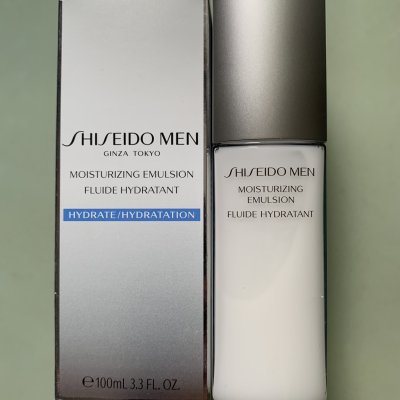 SHISEIDO MEN
GINZA TOKYO
MOISTURIZING EMULSION
FLUIDE HYDRATANT
HYDRATE/HYDRATATION
℮100mL 3.3 FL. OZ.
SHISEIDO MEN
MOISTURIZING
EMULSION
FLUIDE HYDRATANT